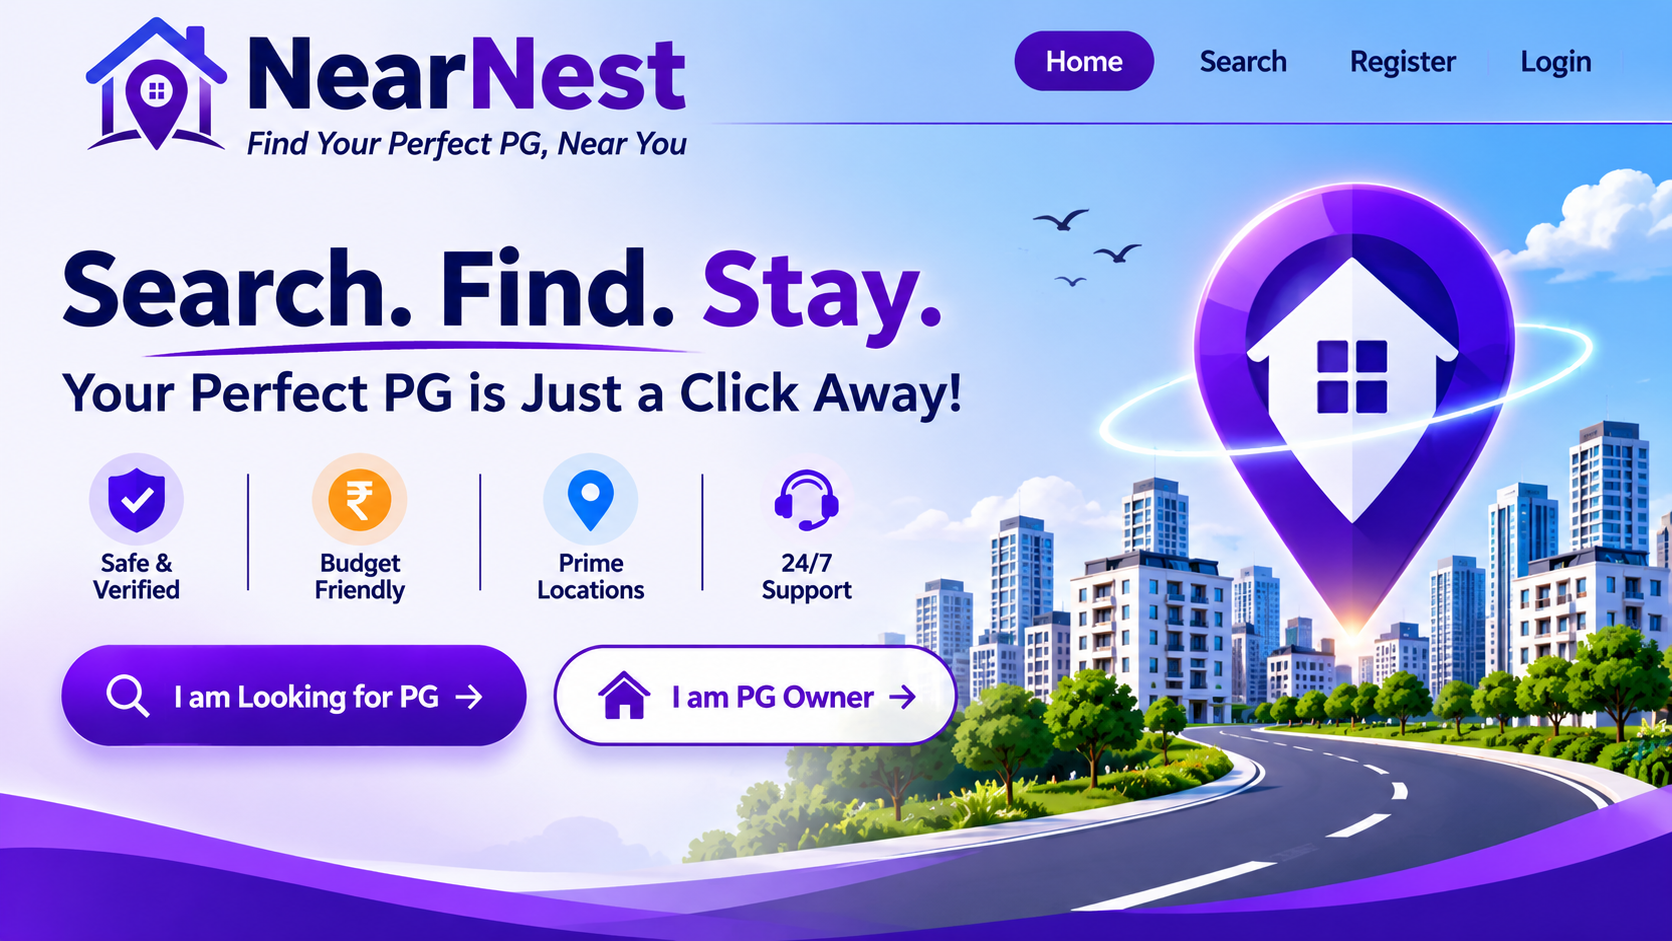 NearNest
Find Your Perfect PG, Near You
Home
Search
Register
Login
Search. Find. Stay.
Your Perfect PG is Just a Click Away!
Safe &
Verified
₹
Budget
Friendly
Prime
Locations
24/7
Support
I am Looking for PG →
I am PG Owner →